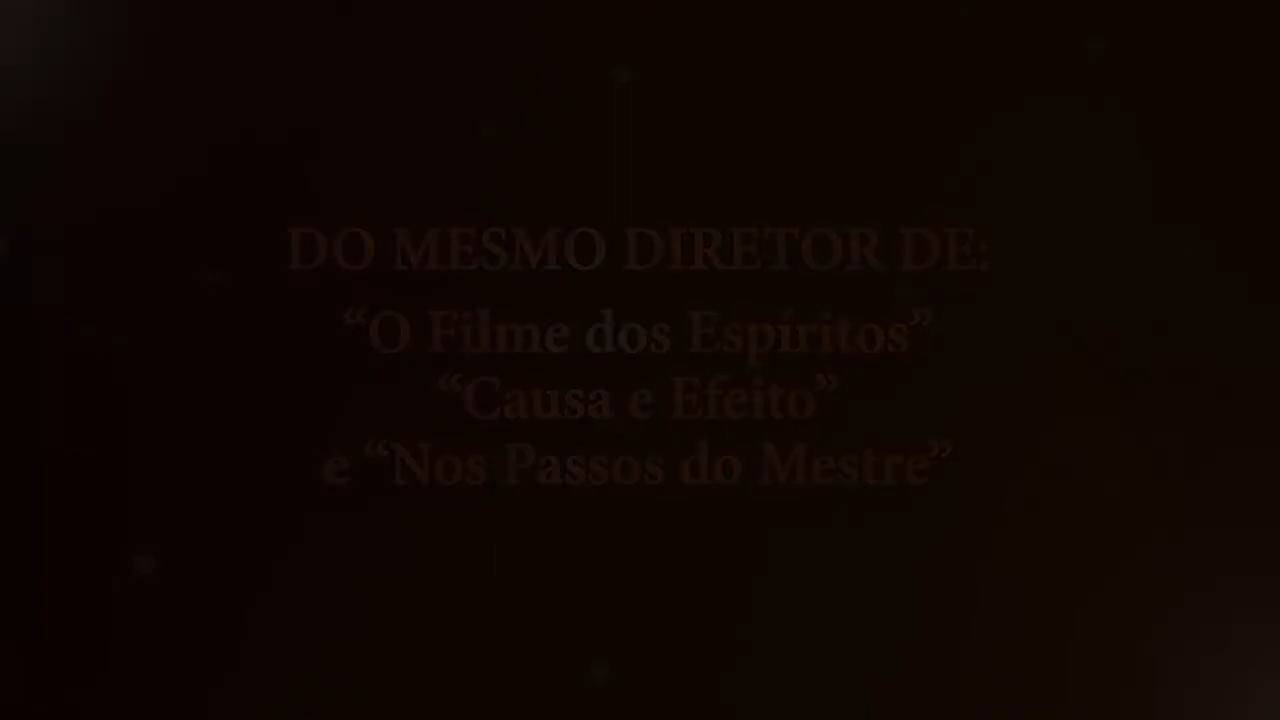 DO MESMO DIRETOR DE:
“O Filme dos Espíritos”
“Causa e Efeito”
e “Nos Passos do Mestre”